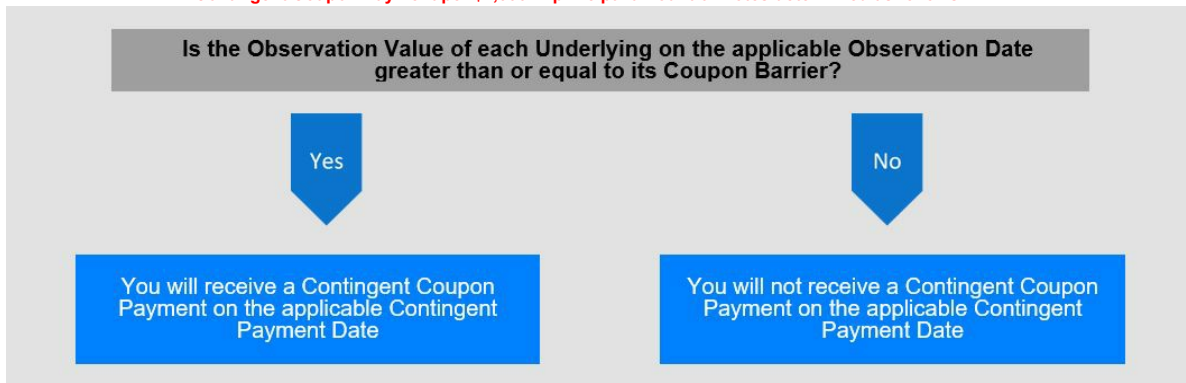 Is the Observation Value of each Underlying on the applicable Observation Date
greater than or equal to its Coupon Barrier?
Yes
No
You will receive a Contingent Coupon
Payment on the applicable Contingent
Payment Date
You will not receive a Contingent Coupon
Payment on the applicable Contingent
Payment Date